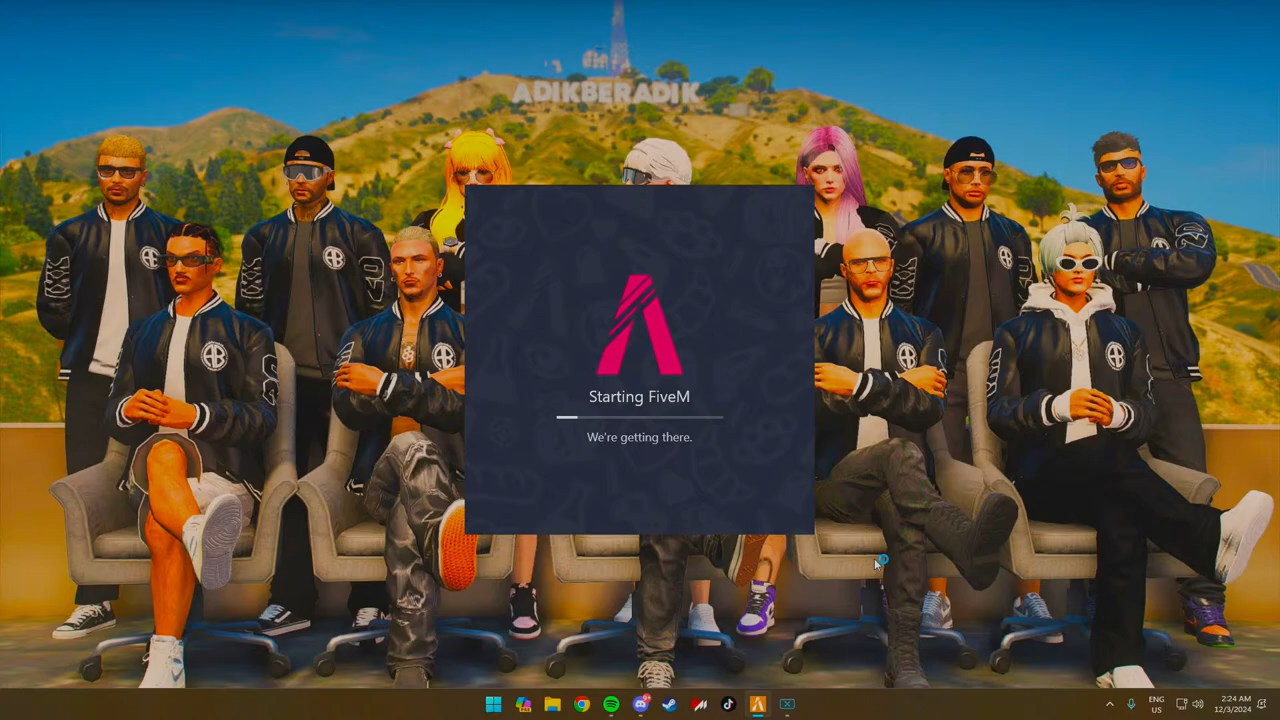 ADIKBERADIK
Starting FiveM
We're getting there.
ENG
US
2:24 AM
12/3/2024